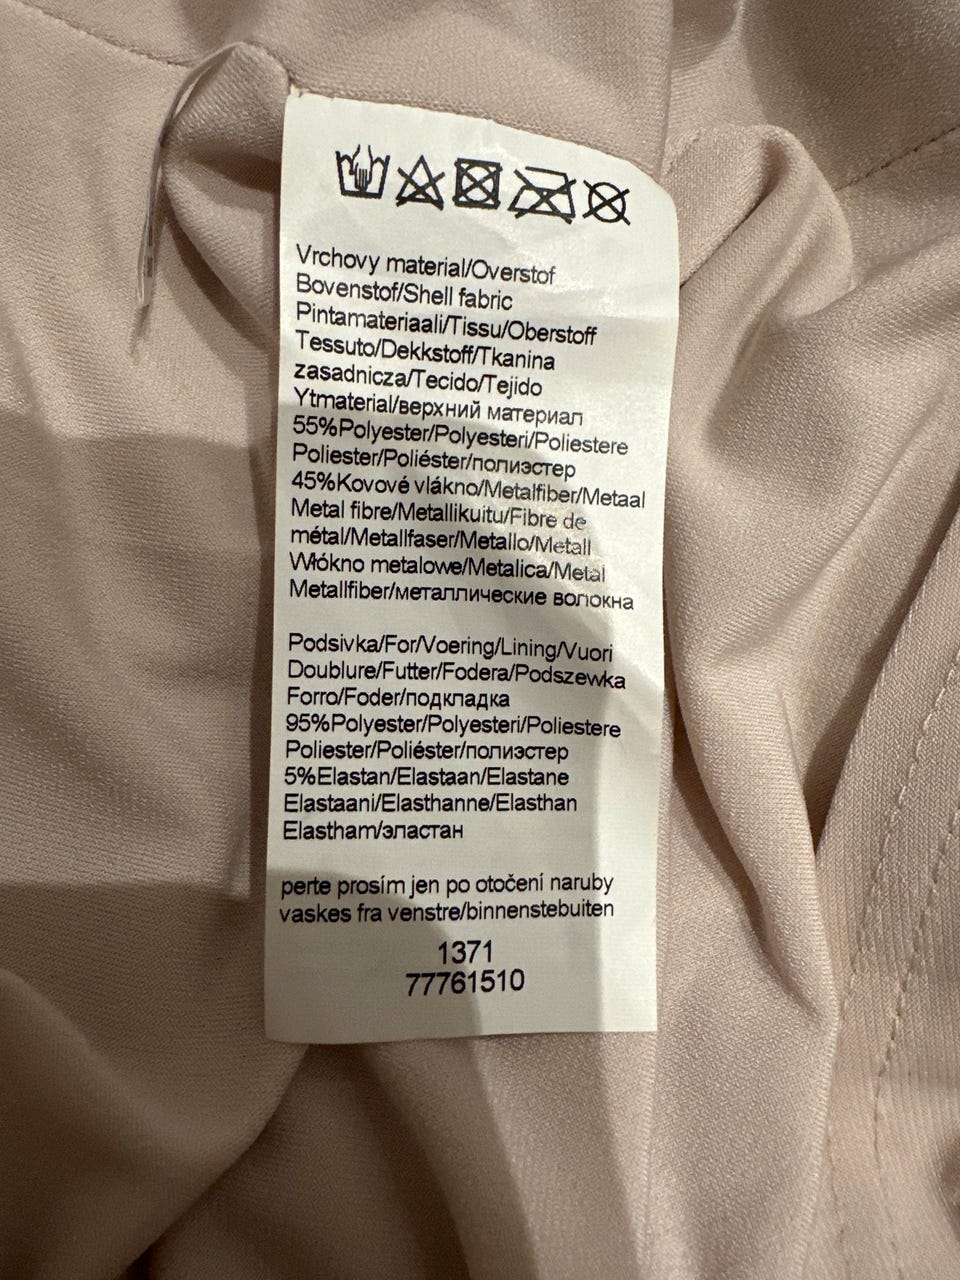 Vrchovy material/Overstof
Bovenstof/Shell fabric
Pintamateriaali/Tissu/Oberstoff
Tessuto/Dekkstoff/Tkanina
zasadnicza/Tecido/Tejido
Ytmaterial/верхний материал
55%Polyester/Polyesteri/Poliestere
Poliester/Poliéster/полиэстер
45%Kovové vlákno/Metalfiber/Metaal
Metal fibre/Metallikuitu/Fibre de
métal/Metallfaser/Metallo/Metall
Włókno metalowe/Metalica/Metal
Metallfiber/металлические волокна
Podsivka/For/Voering/Lining/Vuori
Doublure/Futter/Fodera/Podszewka
Forro/Foder/подкладка
95%Polyester/Polyesteri/Poliestere
Poliester/Poliéster/полиэстер
5%Elastan/Elastaan/Elastane
Elastaani/Elasthanne/Elasthan
Elastham/эластан
perte prosím jen po otočení naruby
vaskes fra venstre/binnenstebuiten
1371
77761510